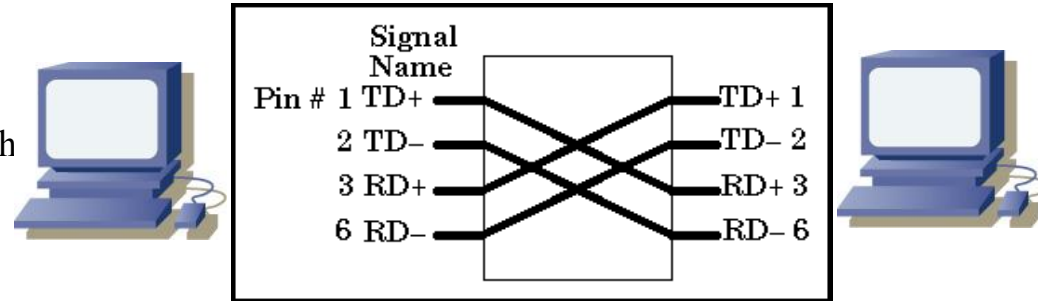 Signal
Name
Pin # 1 TD+ TD+ 1
2 TD– TD– 2
h
3 RD+ RD+ 3
6 RD– RD– 6